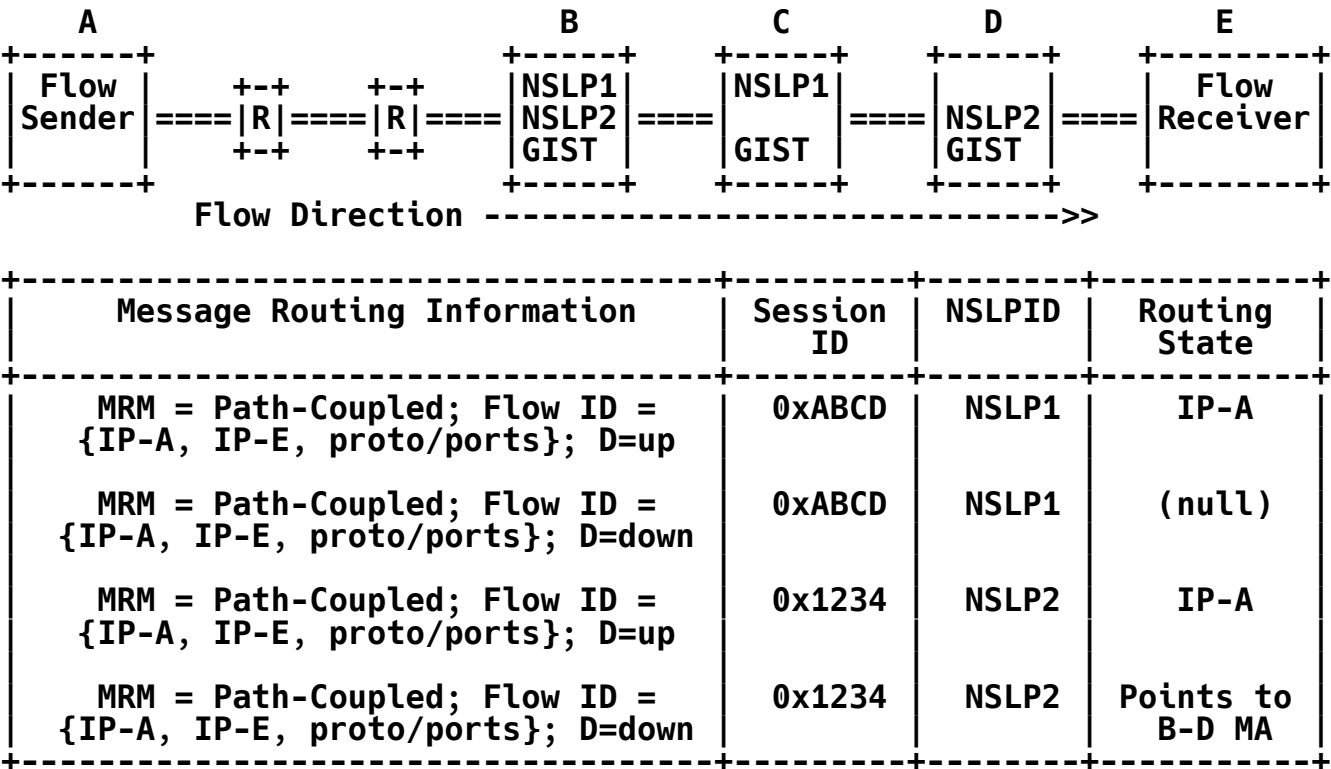 A                        B          C          D           E
+------+                  +-----+    +-----+    +-----+    +--------+
| Flow |    +-+    +-+    |NSLP1|    |NSLP1|    |     |    |  Flow  |
|Sender|====|R|====|R|====|NSLP2|====|     |====|NSLP2|====|Receiver|
|      |    +-+    +-+    |GIST |    |GIST |    |GIST |    |        |
+------+                  +-----+    +-----+    +-----+    +--------+
          Flow Direction ------------------------------>>
+------------------------------------+---------+--------+-----------+
|     Message Routing Information    | Session | NSLPID |  Routing  |
|                                    |    ID   |        |   State   |
+------------------------------------+---------+--------+-----------+
|    MRM = Path-Coupled; Flow ID =   |  0xABCD |  NSLP1 |    IP-A   |
|   {IP-A, IP-E, proto/ports}; D=up  |         |        |           |
|                                    |         |        |           |
|    MRM = Path-Coupled; Flow ID =   |  0xABCD |  NSLP1 |   (null)  |
|  {IP-A, IP-E, proto/ports}; D=down |         |        |           |
|                                    |         |        |           |
|    MRM = Path-Coupled; Flow ID =   |  0x1234 |  NSLP2 |    IP-A   |
|   {IP-A, IP-E, proto/ports}; D=up  |         |        |           |
|                                    |         |        |           |
|    MRM = Path-Coupled; Flow ID =   |  0x1234 |  NSLP2 | Points to |
|  {IP-A, IP-E, proto/ports}; D=down |         |        |   B-D MA  |
+------------------------------------+---------+--------+-----------+